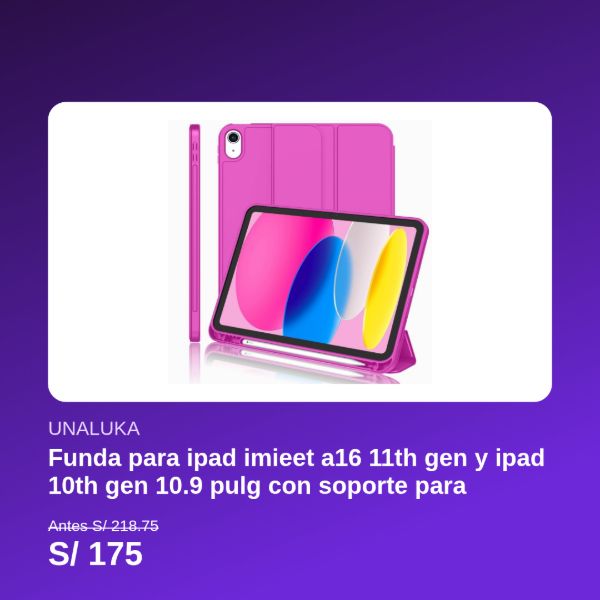 UNALUKA
Funda para ipad imieet a16 11th gen y ipad
10th gen 10.9 pulg con soporte para
Antes S/ 218.75
S/ 175